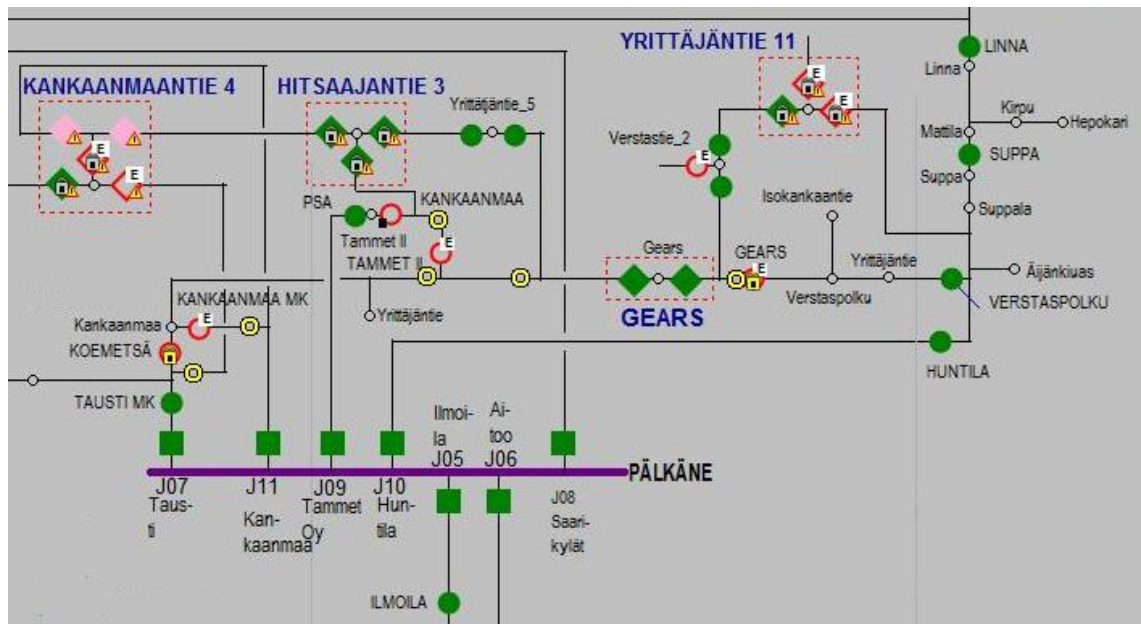 YRITTÄJÄNTIE 11
LINNA
Linna
KANKAANMAANTIE 4
HITSAAJANTIE 3
E
E
E
Yrittätjäntie_5
Kirpu
Hepokari
Mattila
Verstastie_2
E
SUPPA
E
E
Suppa
KANKAANMAA
PSA
Isokankaantie
Suppala
Tammet II
E
TAMMET II
Gears
GEARS
E
Yrittäjäntie
Äijänkiuas
Verstaspolku
VERSTASPOLKU
KANKAANMAA MK
GEARS
Kankaanmaa
E
Yrittäjäntie
KOEMETSÄ
HUNTILA
TAUSTI MK
Ilmoi-
la
Ai-
too
J05
J06
PÄLKÄNE
J07
Taus-
ti
J11
Kan-
kaanmaa
J09
Tammet
Oy
J10
Hun-
tila
J08
Saari-
kylät
ILMOILA